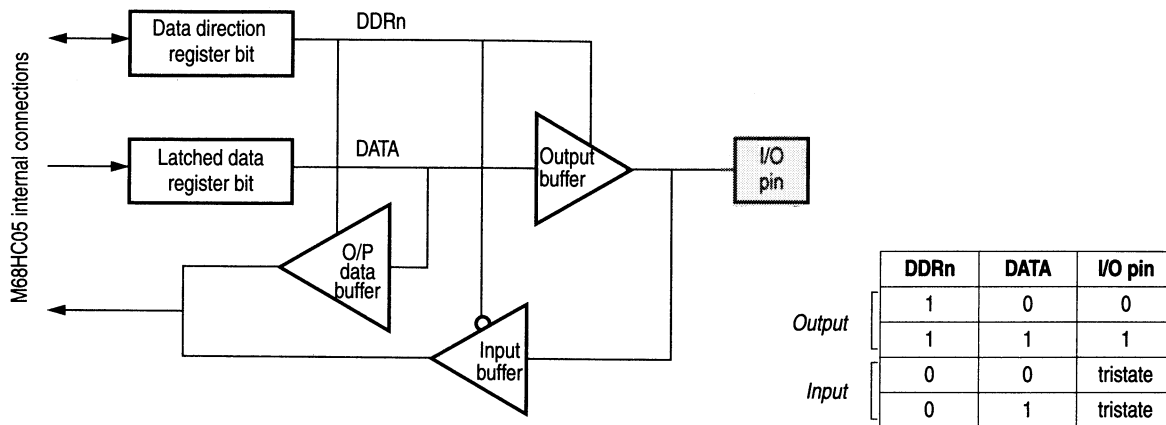 M68HC05 internal connections
Data direction
register bit
DDRn
Latched data
register bit
DATA
Output
buffer
I/O
pin
O/P
data
buffer
Input
buffer
DDRn DATA I/O pin
Output
1 0 0
1 1 1
Input
0 0 tristate
0 1 tristate